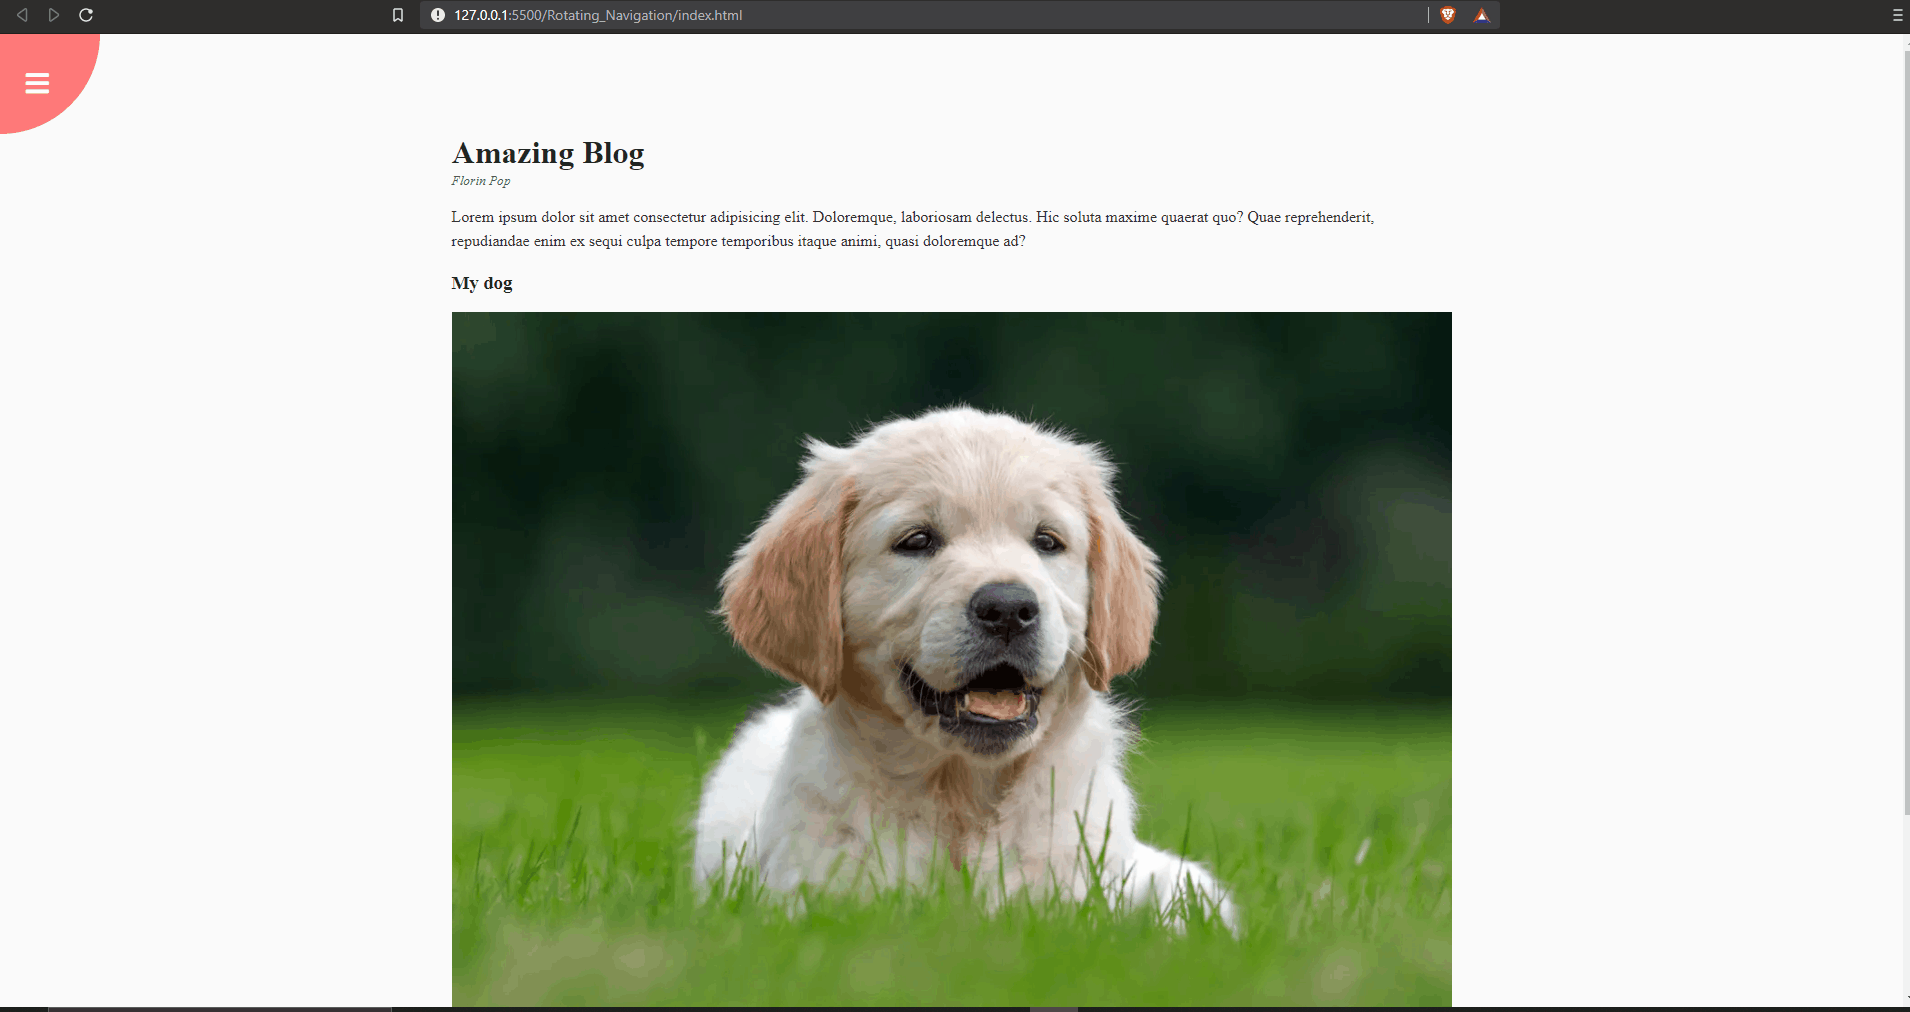 127.0.0.1:5500/Rotating_Navigation/index.html
Amazing Blog
Florin Pop
Lorem ipsum dolor sit amet consectetur adipisicing elit. Doloremque, laboriosam delectus. Hic soluta maxime quaerat quo? Quae reprehenderit,
repudiandae enim ex sequi culpa tempore temporibus itaque animi, quasi doloremque ad?
My dog